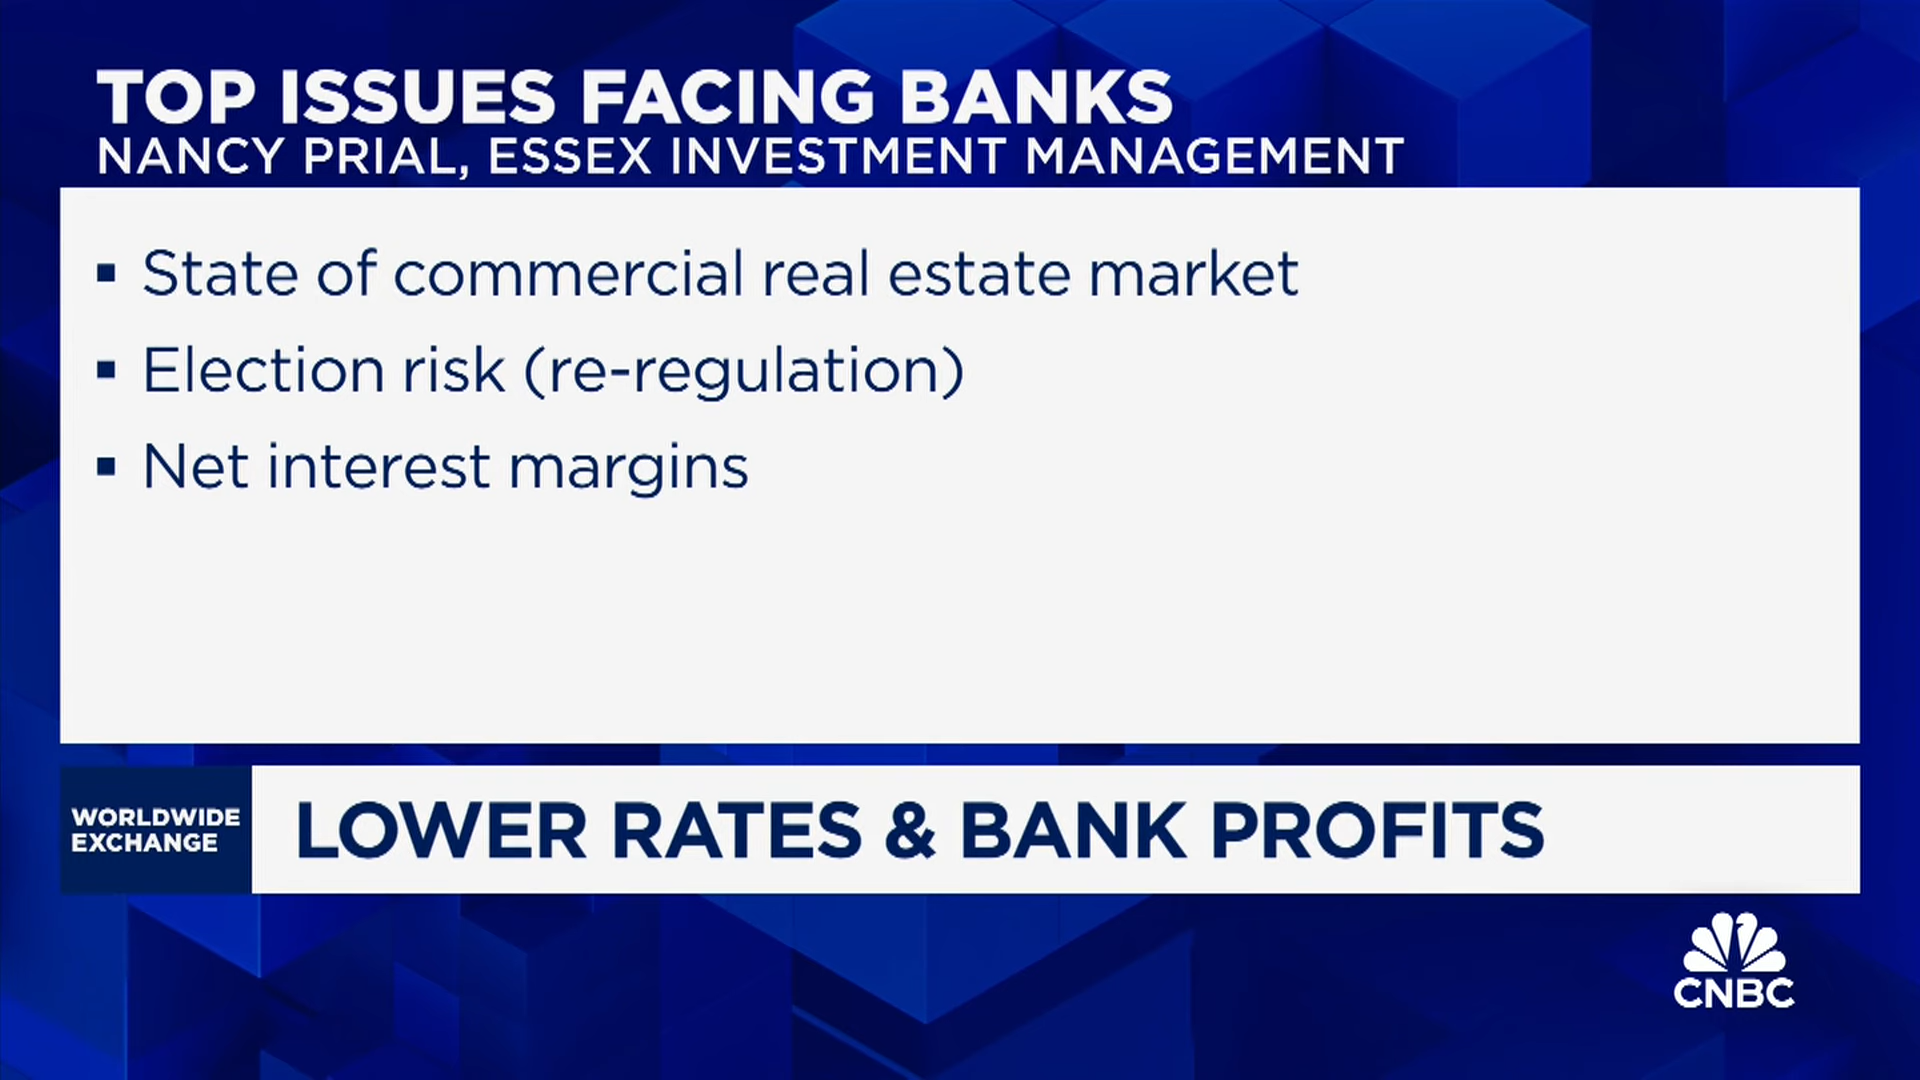 TOP ISSUES FACING BANKS
NANCY PRIAL, ESSEX INVESTMENT MANAGEMENT
▪ State of commercial real estate market
▪ Election risk (re-regulation)
▪ Net interest margins
WORLDWIDE
EXCHANGE
LOWER RATES & BANK PROFITS
CNBC